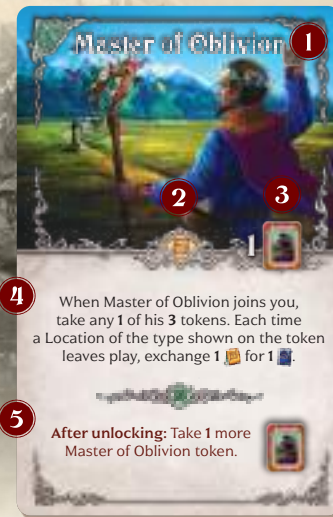 Master of Oblivion
1
2
3
1
4
When Master of Oblivion joins you,
take any 1 of his 3 tokens. Each time
a Location of the type shown on the token
leaves play, exchange 1 for 1 .
5
After unlocking: Take 1 more
Master of Oblivion token.